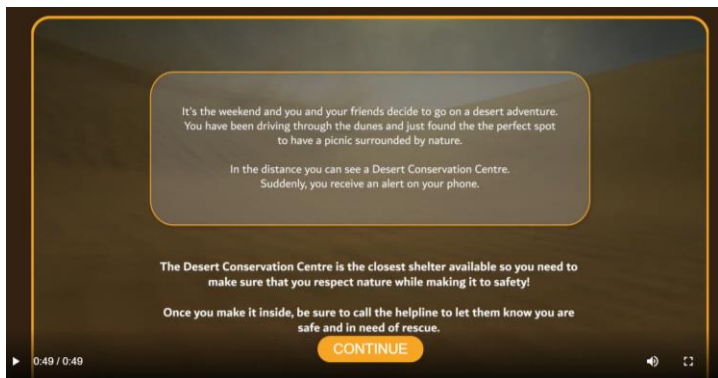 It's the weekend and you and your friends decide to go on a desert adventure.
You have been driving through the dunes and just found the the perfect spot
to have a picnic surrounded by nature.
In the distance you can see a Desert Conservation Centre.
Suddenly, you receive an alert on your phone.
The Desert Conservation Centre is the closest shelter available so you need to
make sure that you respect nature while making it to safety!
Once you make it inside, be sure to call the helpline to let them know you are
safe and in need of rescue.
CONTINUE
0:49 / 0:49